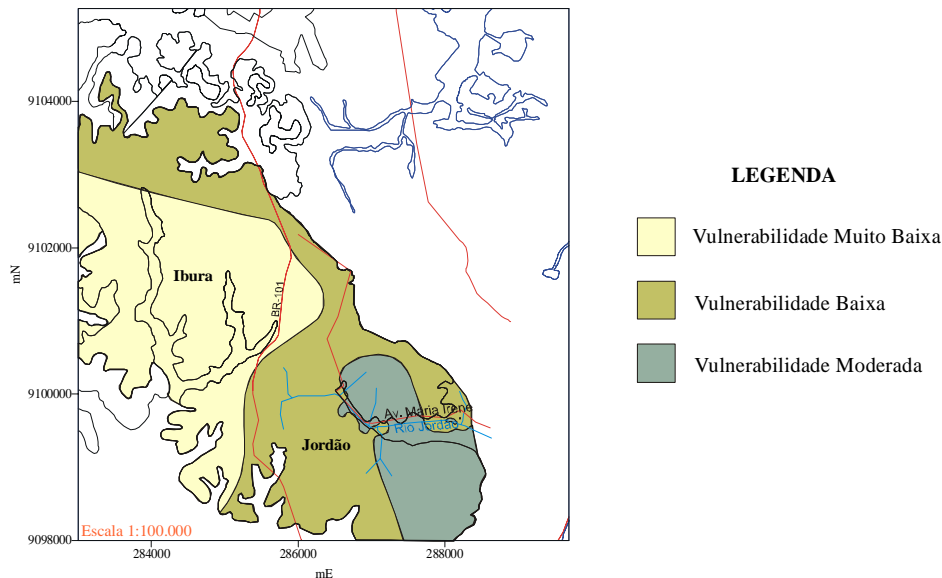 9104000
9102000
9100000
9098000
mN
284000
286000
288000
mE
Ibura
BR-101
Jordão
Av. Maria Irene
Rio Jordão
Escala 1:100.000
LEGENDA
Vulnerabilidade Muito Baixa
Vulnerabilidade Baixa
Vulnerabilidade Moderada